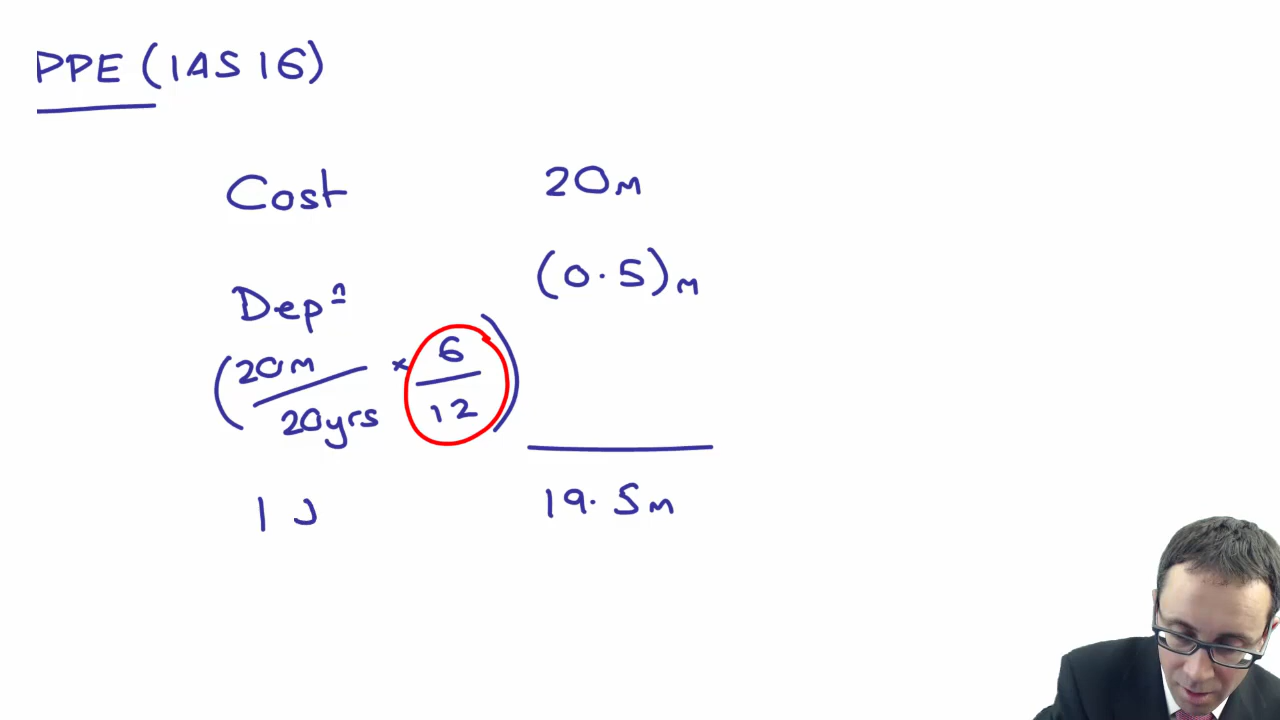 PPE (IAS 16)
Cost 20m
Depⁿ (0.5)m
(20m / 20yrs × 6 / 12)
1 J 19.5m